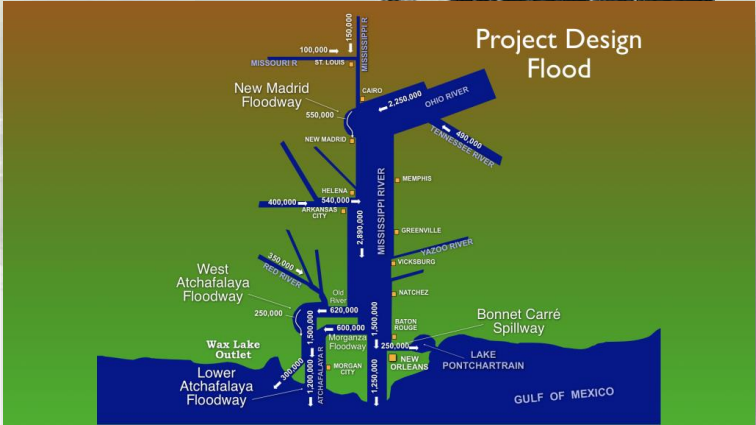 Project Design
Flood
150,000
MISSISSIPPI R
100,000
MISSOURI R
ST. LOUIS
New Madrid
Floodway
CAIRO
2,250,000
OHIO RIVER
550,000
490,000
TENNESSEE RIVER
NEW MADRID
HELENA
MEMPHIS
400,000
540,000
ARKANSAS
CITY
2,890,000
MISSISSIPPI RIVER
GREENVILLE
YAZOO RIVER
VICKSBURG
350,000
RED RIVER
West
Atchafalaya
Floodway
Old
River
NATCHEZ
250,000
620,000
1,500,000
600,000
Morganza
Floodway
1,500,000
BATON
ROUGE
Bonnet Carré
Spillway
250,000
Wax Lake
Outlet
300,000
LAKE
PONTCHARTRAIN
NEW
ORLEANS
MORGAN
CITY
Lower
Atchafalaya
Floodway
1,200,000
ATCHAFALAYA R
1,250,000
GULF OF MEXICO